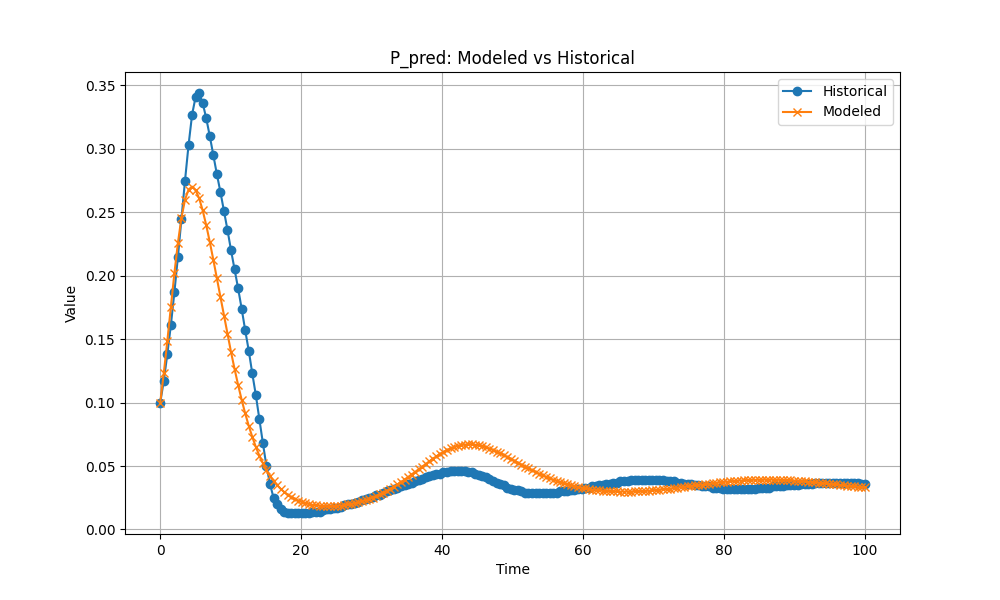 P_pred: Modeled vs Historical
Historical
Modeled
Value
0.35
0.30
0.25
0.20
0.15
0.10
0.05
0.00
0 20 40 60 80 100
Time